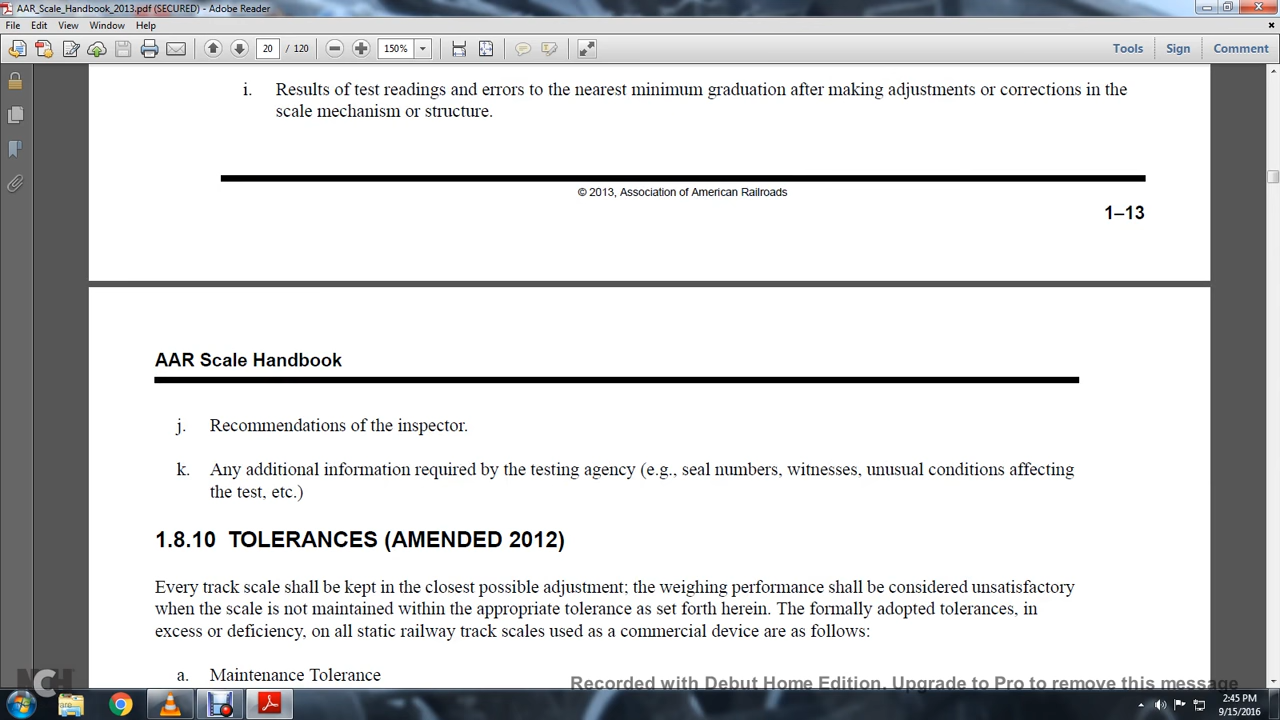 AAR_Scale_Handbook_2013.pdf (SECURED) - Adobe Reader
File Edit View Window Help
20 / 120 150% Tools Sign Comment
i. Results of test readings and errors to the nearest minimum graduation after making adjustments or corrections in the
scale mechanism or structure.
© 2013, Association of American Railroads
1–13
AAR Scale Handbook
j. Recommendations of the inspector.
k. Any additional information required by the testing agency (e.g., seal numbers, witnesses, unusual conditions affecting
the test, etc.)
1.8.10 TOLERANCES (AMENDED 2012)
Every track scale shall be kept in the closest possible adjustment; the weighing performance shall be considered unsatisfactory
when the scale is not maintained within the appropriate tolerance as set forth herein. The formally adopted tolerances, in
excess or deficiency, on all static railway track scales used as a commercial device are as follows:
a. Maintenance Tolerance
Recorded with Debut Home Edition. Upgrade to Pro to remove this message
NCH
2:45 PM
9/15/2016